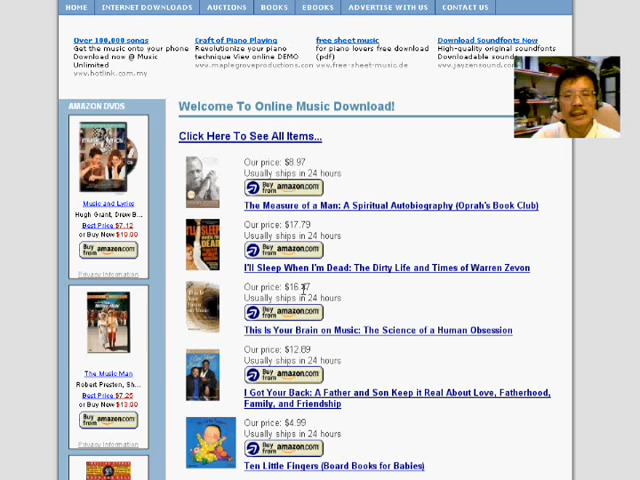 HOME INTERNET DOWNLOADS AUCTIONS BOOKS EBOOKS ADVERTISE WITH US CONTACT US
Over 100,000 songs
Get the music onto your phone
Download now @ Music
Unlimited
www.hotlink.com.my
Craft of Piano Playing
Revolutionize your piano
technique View online DEMO
www.maplegroveproductions.com
free sheet music
for piano lovers free download
(pdf)
www.free-sheet-music.de
Download Soundfonts Now
High-quality original soundfonts
Downloadable
www.jayzensound.com
AMAZON DVDS
Music and Lyrics
Hugh Grant, Drew B...
Best Price $7.12
or Buy New
Buy from amazon.com
Privacy Information
The Music Man
Robert Preston, Sh...
Best Price $7.25
or Buy New
Buy from amazon.com
Privacy Information
Welcome To Online Music Download!
Click Here To See All Items...
Our price: $8.97
Usually ships in 24 hours
Buy from amazon.com
The Measure of a Man: A Spiritual Autobiography (Oprah's Book Club)
Our price: $17.79
Usually ships in 24 hours
Buy from amazon.com
I'll Sleep When I'm Dead: The Dirty Life and Times of Warren Zevon
Our price:
Usually ships in 24 hours
Buy from amazon.com
This Is Your Brain on Music: The Science of a Human Obsession
Our price: $12.89
Usually ships in 24 hours
Buy from amazon.com
I Got Your Back: A Father and Son Keep it Real About Love, Fatherhood,
Family, and Friendship
Our price: $4.99
Usually ships in 24 hours
Buy from amazon.com
Ten Little Fingers (Board Books for Babies)